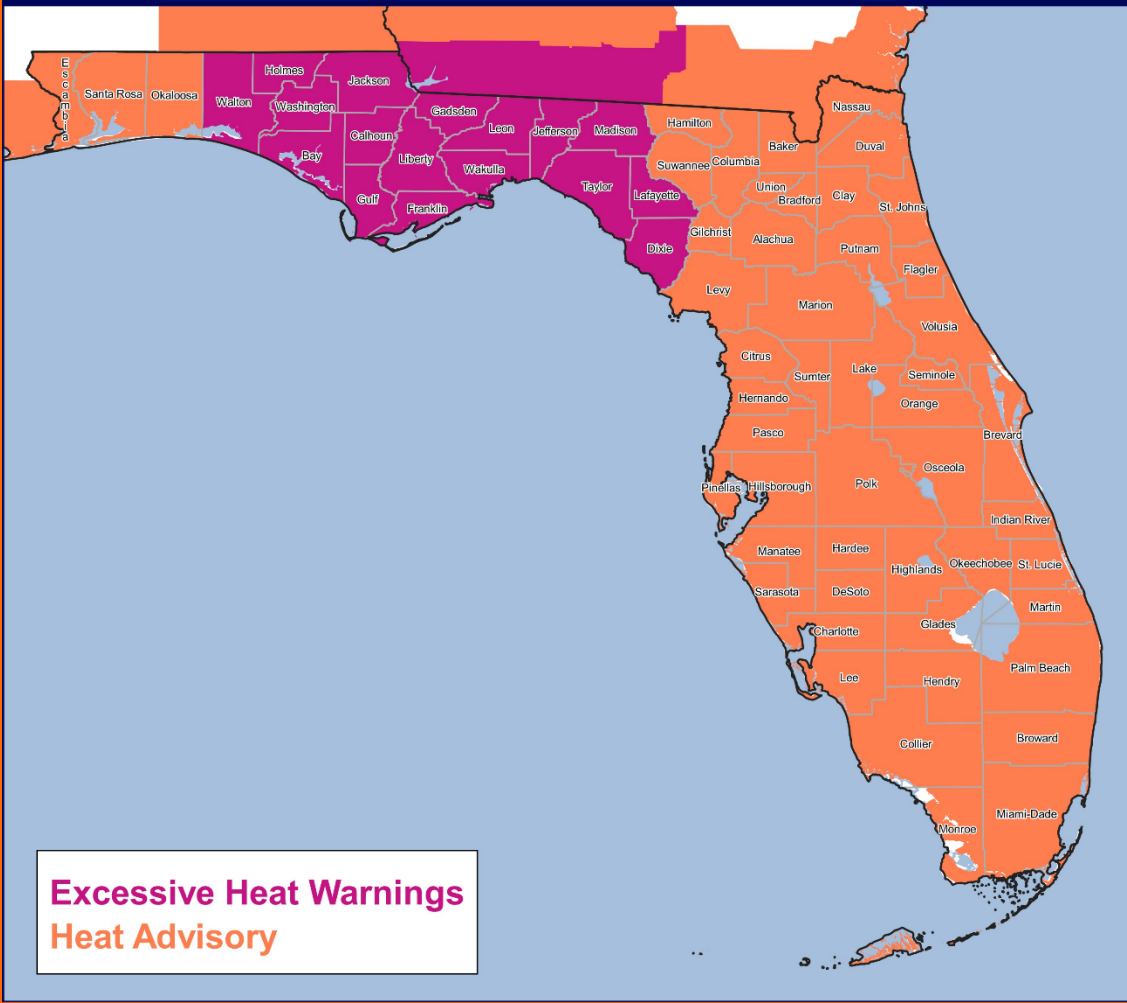 Escambia
Santa Rosa
Okaloosa
Walton
Holmes
Jackson
Washington
Bay
Calhoun
Gulf
Liberty
Franklin
Gadsden
Leon
Wakulla
Jefferson
Madison
Taylor
Lafayette
Dixie
Hamilton
Suwannee
Columbia
Baker
Nassau
Duval
Union
Bradford
Clay
St. Johns
Gilchrist
Alachua
Putnam
Flagler
Levy
Marion
Volusia
Citrus
Sumter
Lake
Seminole
Hernando
Orange
Pasco
Brevard
Pinellas
Hillsborough
Polk
Osceola
Indian River
Manatee
Hardee
Highlands
Okeechobee
St. Lucie
Sarasota
DeSoto
Martin
Charlotte
Glades
Lee
Hendry
Palm Beach
Collier
Broward
Monroe
Miami-Dade
Excessive Heat Warnings
Heat Advisory